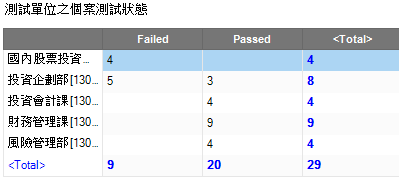 測試單位之個案測試狀態
Failed Passed <Total>
國內股票投資... 4 4
投資企劃部[130... 5 3 8
投資會計課[130... 4 4
財務管理課[130... 9 9
風險管理部[130... 4 4
<Total> 9 20 29